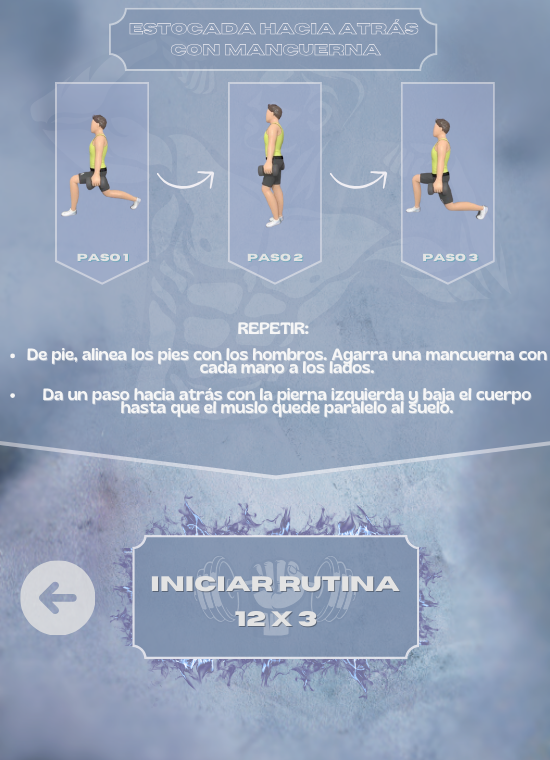 ESTOCADA HACIA ATRÁS
CON MANCUERNA
PASO 1
PASO 2
PASO 3
REPETIR:
• De pie, alinea los pies con los hombros. Agarra una mancuerna con
cada mano a los lados.
• Da un paso hacia atrás con la pierna izquierda y baja el cuerpo
hasta que el muslo quede paralelo al suelo.
INICIAR RUTINA
12 X 3